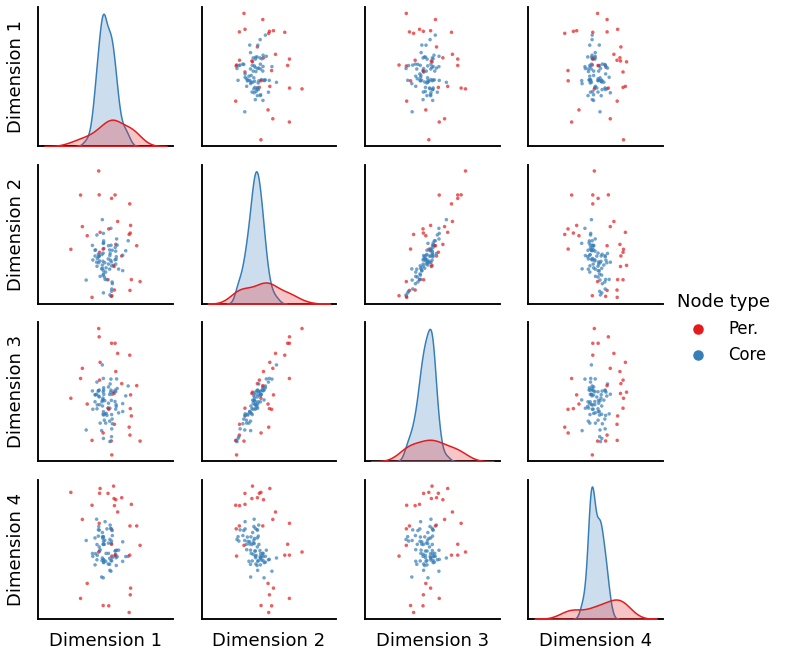 Dimension 1
Dimension 2
Dimension 3
Dimension 4
Node type
Per.
Core
Dimension 1
Dimension 2
Dimension 3
Dimension 4